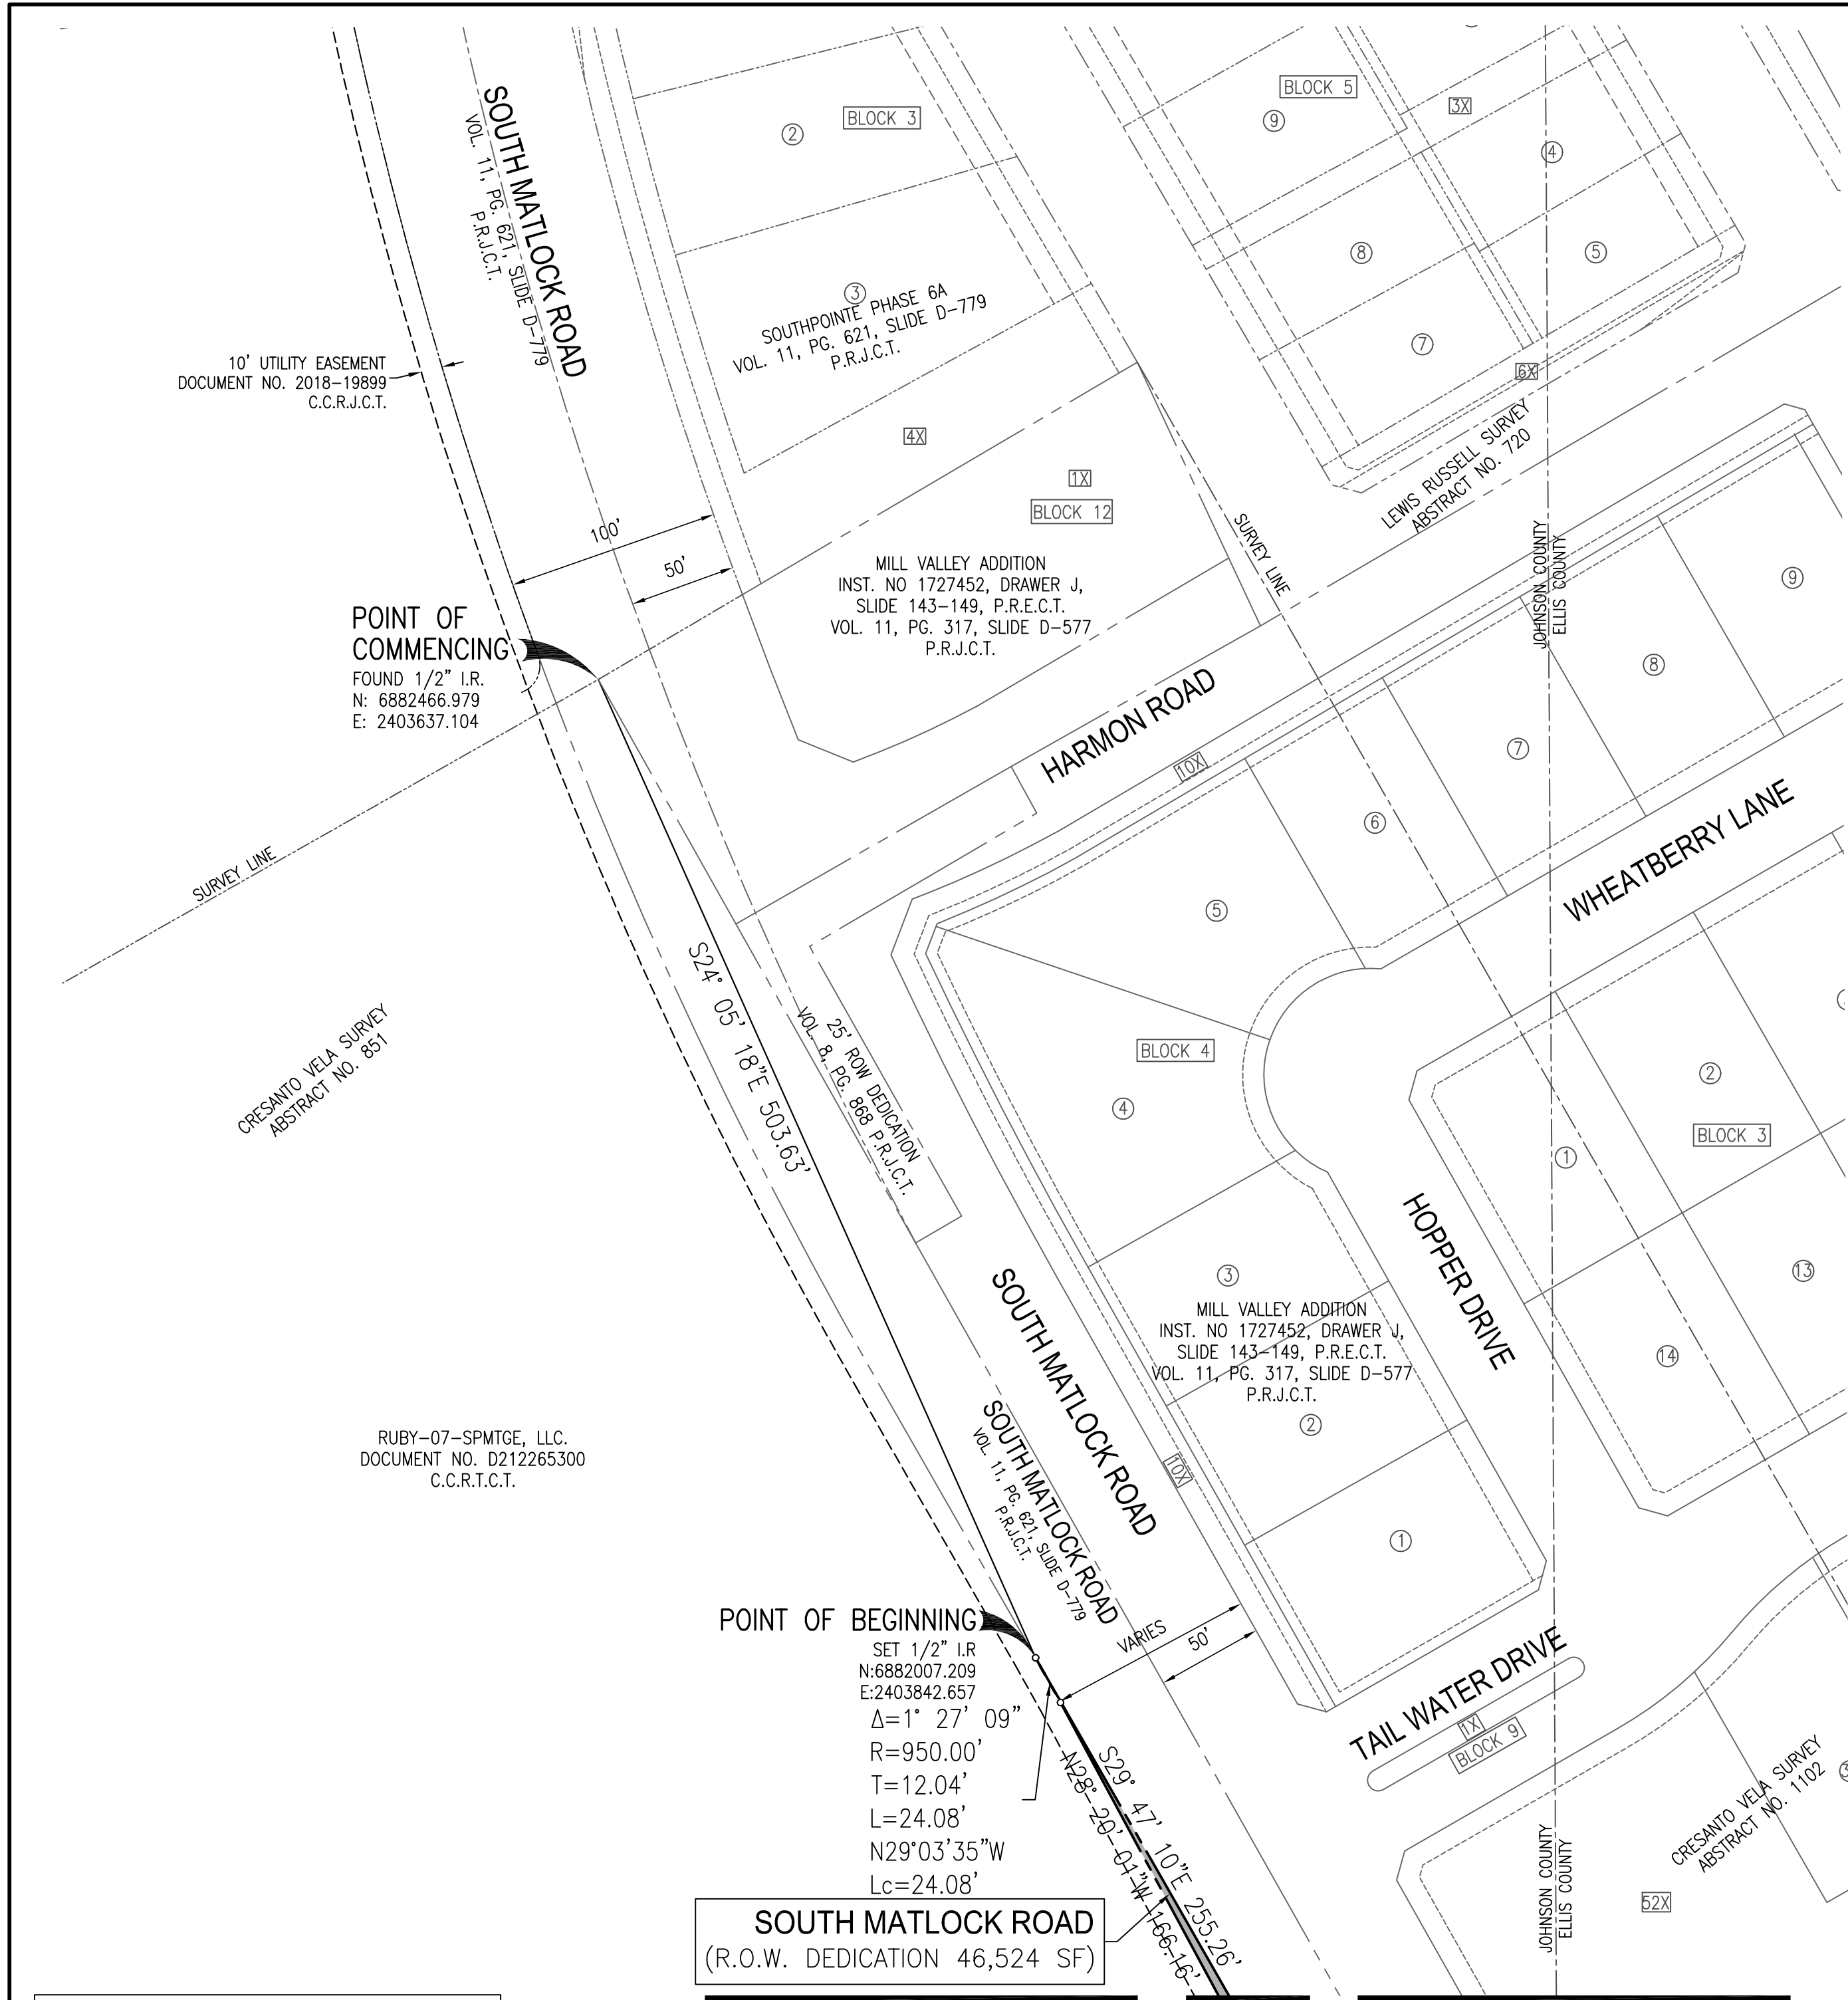 SOUTH MATLOCK ROAD
VOL. 11, PG. 621, SLIDE D-779
P.R.J.C.T.
②
BLOCK 3
BLOCK 5
⑨
3X
④
⑧
⑤
⑦
6X
③
SOUTHPOINTE PHASE 6A
VOL. 11, PG. 621, SLIDE D-779
P.R.J.C.T.
10' UTILITY EASEMENT
DOCUMENT NO. 2018-19899
C.C.R.J.C.T.
4X
1X
BLOCK 12
LEWIS RUSSELL SURVEY
ABSTRACT NO. 720
100'
50'
SURVEY LINE
JOHNSON COUNTY
ELLIS COUNTY
MILL VALLEY ADDITION
INST. NO 1727452, DRAWER J,
SLIDE 143-149, P.R.E.C.T.
VOL. 11, PG. 317, SLIDE D-577
P.R.J.C.T.
POINT OF
COMMENCING
FOUND 1/2" I.R.
N: 6882466.979
E: 2403637.104
⑨
⑧
⑦
⑥
HARMON ROAD
10X
WHEATBERRY LANE
SURVEY LINE
⑤
S24° 05' 18"E 503.63'
25' ROW DEDICATION
VOL. 8, PG. 868 P.R.J.C.T.
CRESANTO VELA SURVEY
ABSTRACT NO. 851
BLOCK 4
④
②
BLOCK 3
①
⑬
⑭
HOPPER DRIVE
③
SOUTH MATLOCK ROAD
MILL VALLEY ADDITION
INST. NO 1727452, DRAWER J,
SLIDE 143-149, P.R.E.C.T.
VOL. 11, PG. 317, SLIDE D-577
P.R.J.C.T.
②
10X
①
SOUTH MATLOCK ROAD
VOL. 11, PG. 621, SLIDE D-779
P.R.J.C.T.
RUBY-07-SPMTGE, LLC.
DOCUMENT NO. D212265300
C.C.R.T.C.T.
POINT OF BEGINNING
SET 1/2" I.R
N:6882007.209
E:2403842.657
Δ=1° 27' 09"
R=950.00'
T=12.04'
L=24.08'
N29°03'35"W
Lc=24.08'
VARIES
50'
TAIL WATER DRIVE
1X
BLOCK 9
S29° 47' 10"E 255.26'
N28° 20' 01"W 166.16'
CRESANTO VELA SURVEY
ABSTRACT NO. 1102
52X
JOHNSON COUNTY
ELLIS COUNTY
SOUTH MATLOCK ROAD
(R.O.W. DEDICATION 46,524 SF)